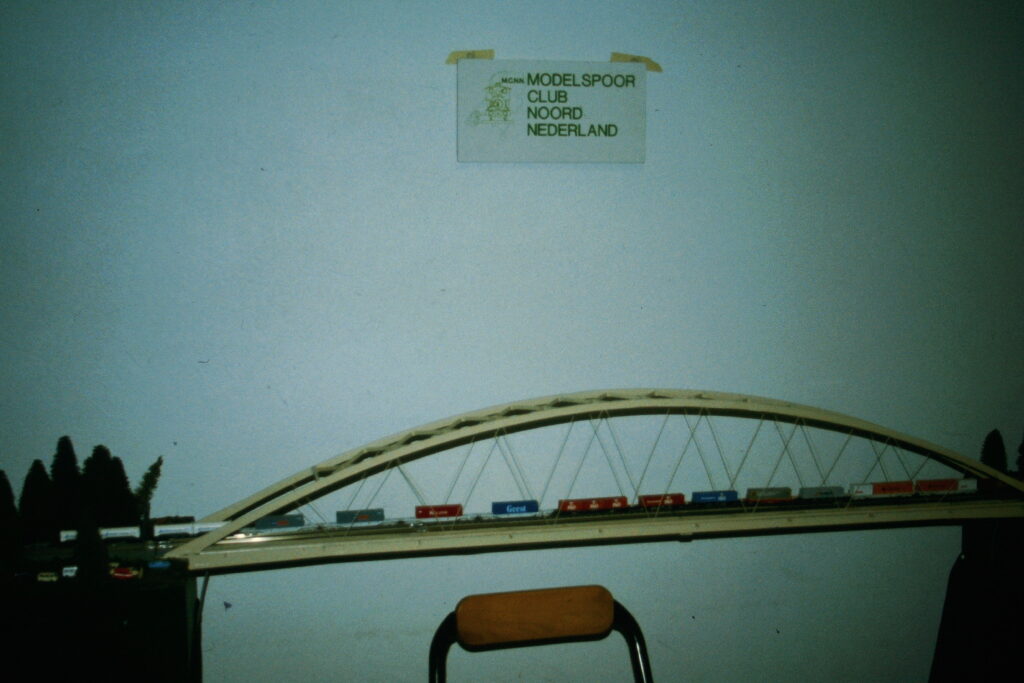 MCNN MODELSPOOR
CLUB
NOORD
NEDERLAND
Geest